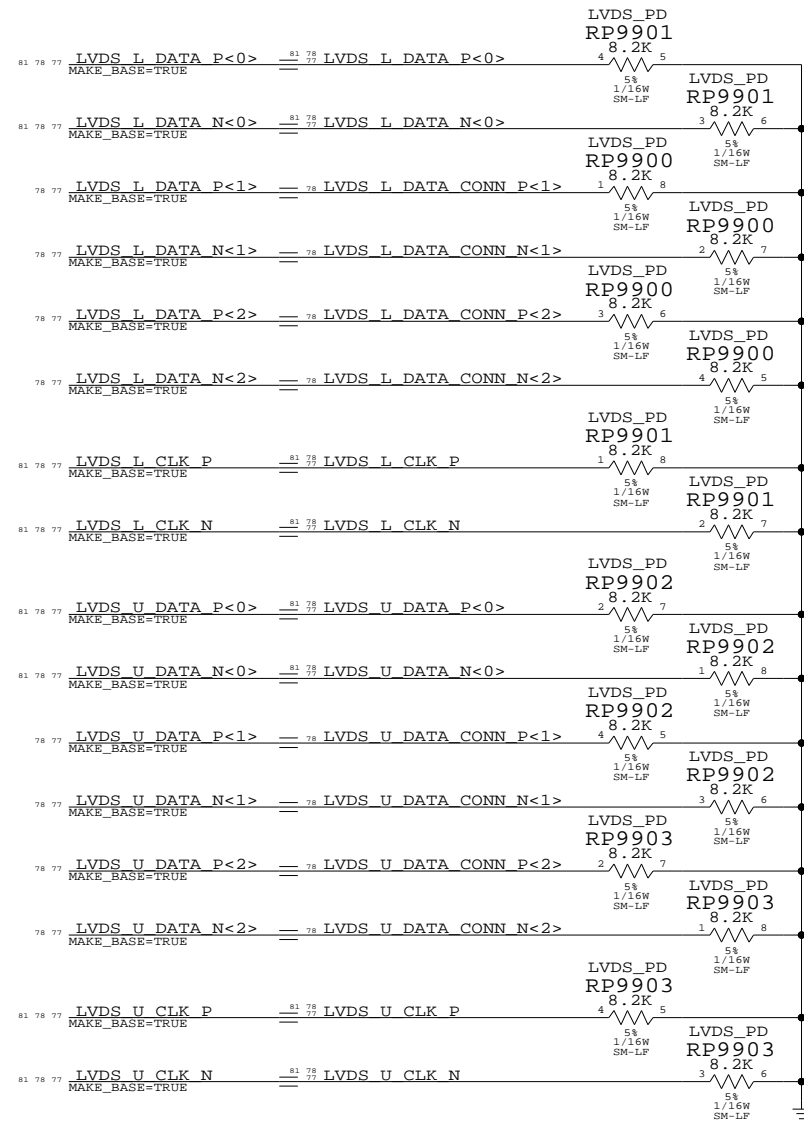 LVDS_PD
RP9901
8.2K
81 78 77 LVDS_L_DATA_P<0> 81 78 77 LVDS_L_DATA_P<0> 4 5
MAKE_BASE=TRUE
5%
1/16W
SM-LF
LVDS_PD
RP9901
8.2K
81 78 77 LVDS_L_DATA_N<0> 81 78 77 LVDS_L_DATA_N<0> 3 6
MAKE_BASE=TRUE
5%
1/16W
SM-LF
LVDS_PD
RP9900
8.2K
78 77 LVDS_L_DATA_P<1> 78 LVDS_L_DATA_CONN_P<1> 1 8
MAKE_BASE=TRUE
5%
1/16W
SM-LF
LVDS_PD
RP9900
8.2K
78 77 LVDS_L_DATA_N<1> 78 LVDS_L_DATA_CONN_N<1> 2 7
MAKE_BASE=TRUE
5%
1/16W
SM-LF
LVDS_PD
RP9900
8.2K
78 77 LVDS_L_DATA_P<2> 78 LVDS_L_DATA_CONN_P<2> 3 6
MAKE_BASE=TRUE
5%
1/16W
SM-LF
LVDS_PD
RP9900
8.2K
78 77 LVDS_L_DATA_N<2> 78 LVDS_L_DATA_CONN_N<2> 4 5
MAKE_BASE=TRUE
5%
1/16W
SM-LF
LVDS_PD
RP9901
8.2K
81 78 77 LVDS_L_CLK_P 81 78 77 LVDS_L_CLK_P 1 8
MAKE_BASE=TRUE
5%
1/16W
SM-LF
LVDS_PD
RP9901
8.2K
81 78 77 LVDS_L_CLK_N 81 78 77 LVDS_L_CLK_N 2 7
MAKE_BASE=TRUE
5%
1/16W
SM-LF
LVDS_PD
RP9902
8.2K
81 78 77 LVDS_U_DATA_P<0> 81 78 77 LVDS_U_DATA_P<0> 2 7
MAKE_BASE=TRUE
5%
1/16W
SM-LF
LVDS_PD
RP9902
8.2K
81 78 77 LVDS_U_DATA_N<0> 81 78 77 LVDS_U_DATA_N<0> 1 8
MAKE_BASE=TRUE
5%
1/16W
SM-LF
LVDS_PD
RP9902
8.2K
78 77 LVDS_U_DATA_P<1> 78 LVDS_U_DATA_CONN_P<1> 4 5
MAKE_BASE=TRUE
5%
1/16W
SM-LF
LVDS_PD
RP9902
8.2K
78 77 LVDS_U_DATA_N<1> 78 LVDS_U_DATA_CONN_N<1> 3 6
MAKE_BASE=TRUE
5%
1/16W
SM-LF
LVDS_PD
RP9903
8.2K
78 77 LVDS_U_DATA_P<2> 78 LVDS_U_DATA_CONN_P<2> 2 7
MAKE_BASE=TRUE
5%
1/16W
SM-LF
LVDS_PD
RP9903
8.2K
78 77 LVDS_U_DATA_N<2> 78 LVDS_U_DATA_CONN_N<2> 1 8
MAKE_BASE=TRUE
5%
1/16W
SM-LF
LVDS_PD
RP9903
8.2K
81 78 77 LVDS_U_CLK_P 81 78 77 LVDS_U_CLK_P 4 5
MAKE_BASE=TRUE
5%
1/16W
SM-LF
LVDS_PD
RP9903
8.2K
81 78 77 LVDS_U_CLK_N 81 78 77 LVDS_U_CLK_N 3 6
MAKE_BASE=TRUE
5%
1/16W
SM-LF